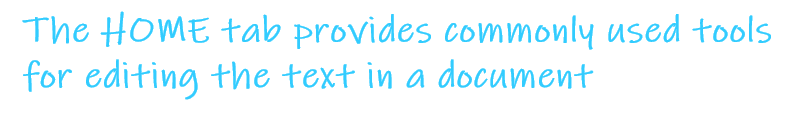 The HOME tab provides commonly used tools
for editing the text in a document